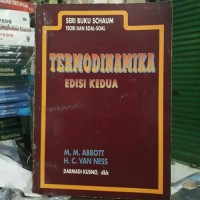 SERI BUKU SCHAUM
TEORI DAN SOAL-SOAL
TERMODINAMIKA
EDISI KEDUA
M. M. ABBOTT
H. C. VAN NESS
DARMADI KUSNO, dkk